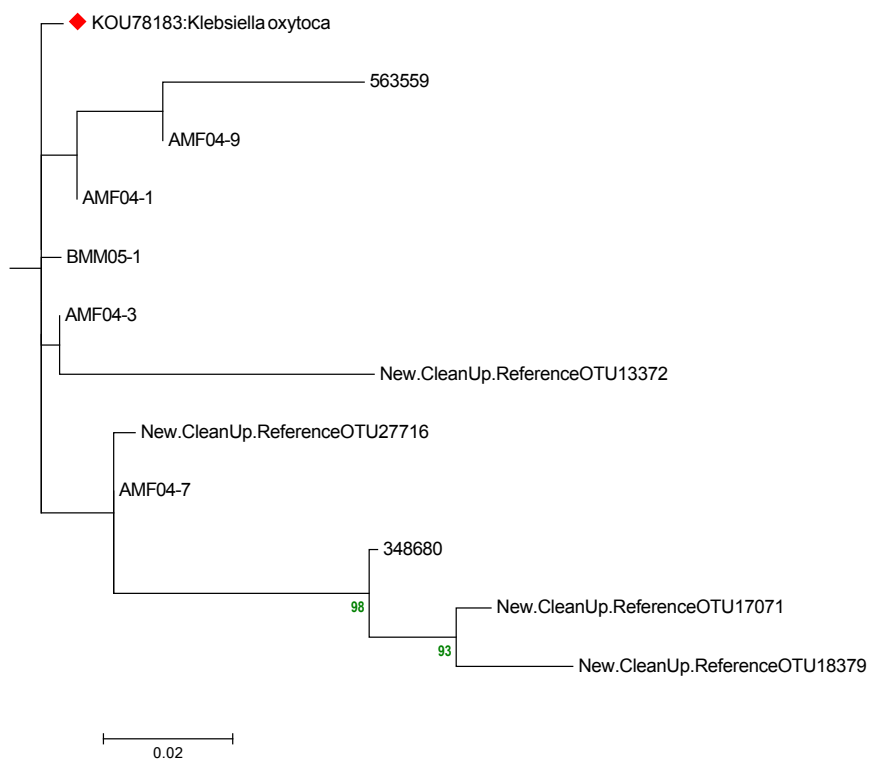 KOU78183:Klebsiella oxytoca
563559
AMF04-9
AMF04-1
BMM05-1
AMF04-3
New.CleanUp.ReferenceOTU13372
New.CleanUp.ReferenceOTU27716
AMF04-7
348680
98
New.CleanUp.ReferenceOTU17071
93
New.CleanUp.ReferenceOTU18379
0.02